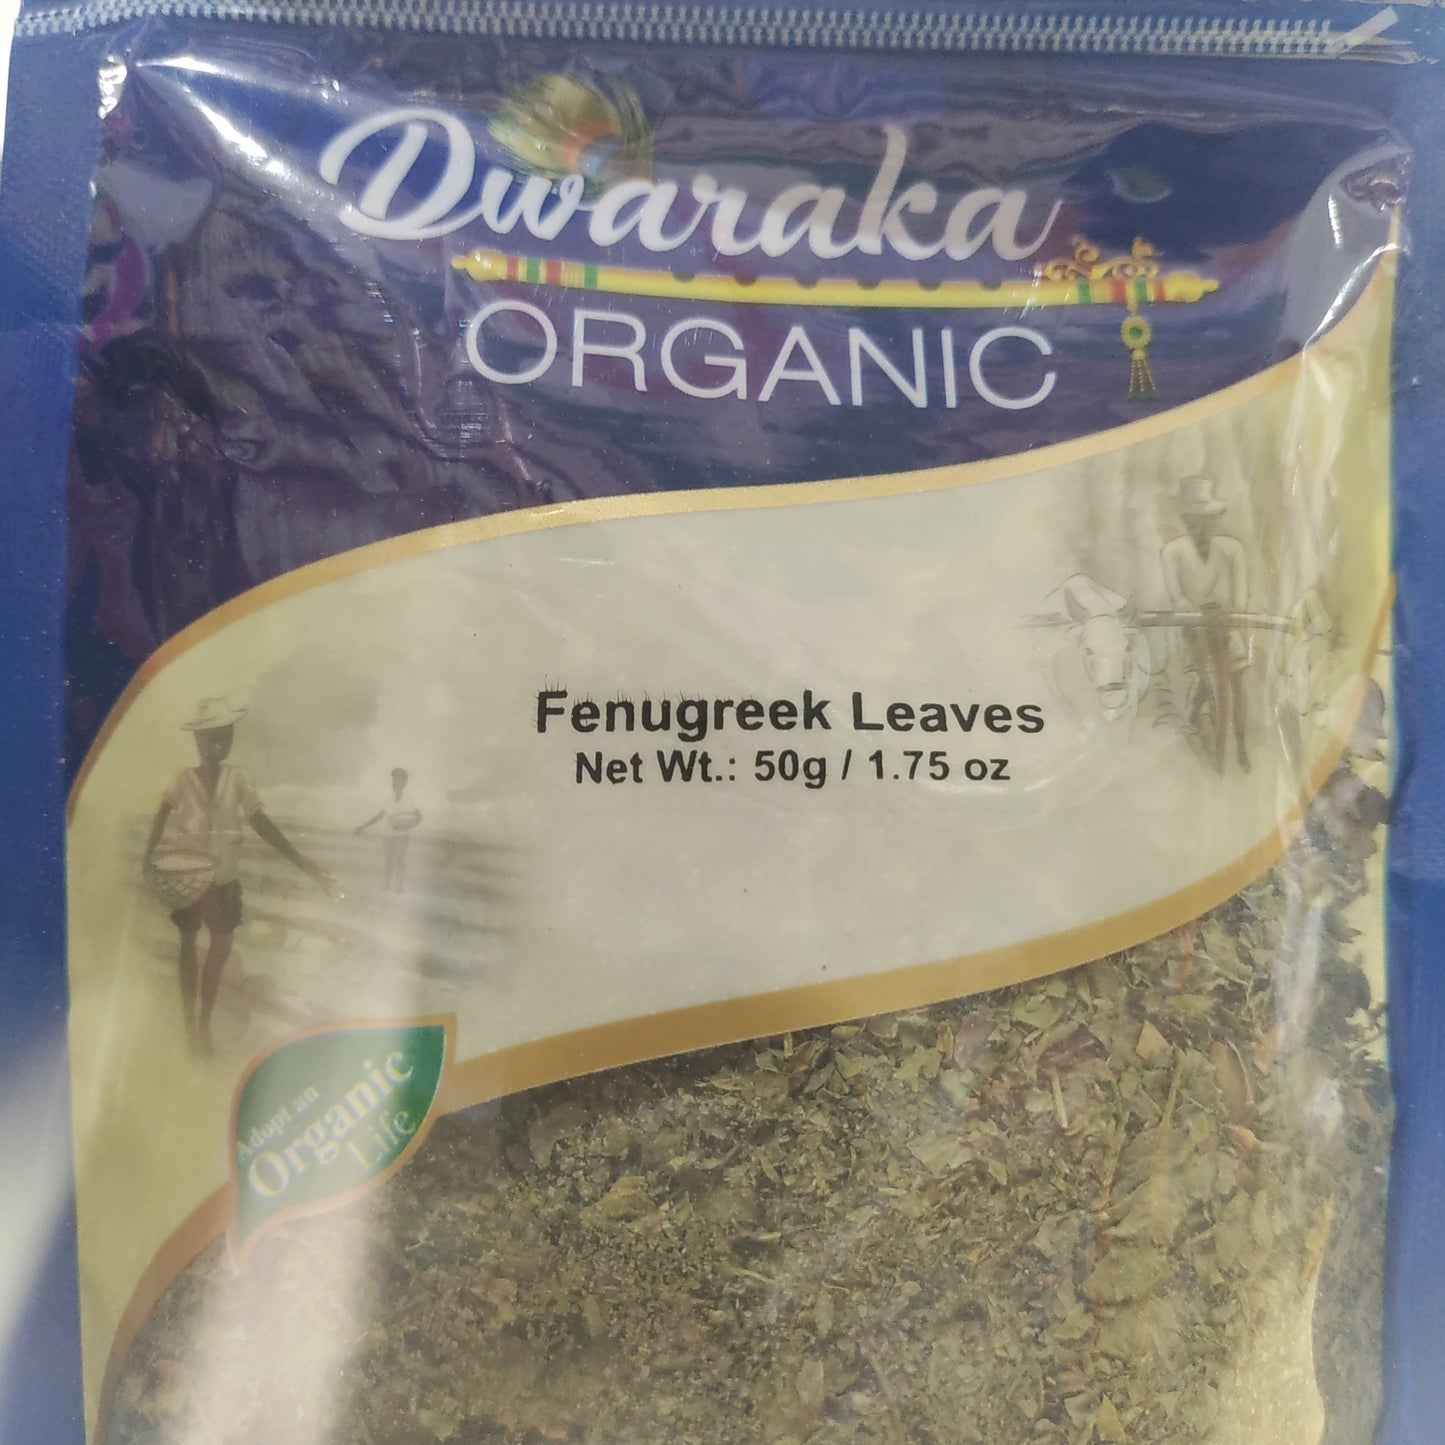 Dwaraka
ORGANIC
Fenugreek Leaves
Net Wt.: 50g / 1.75 oz
Adopt an
Organic
Life